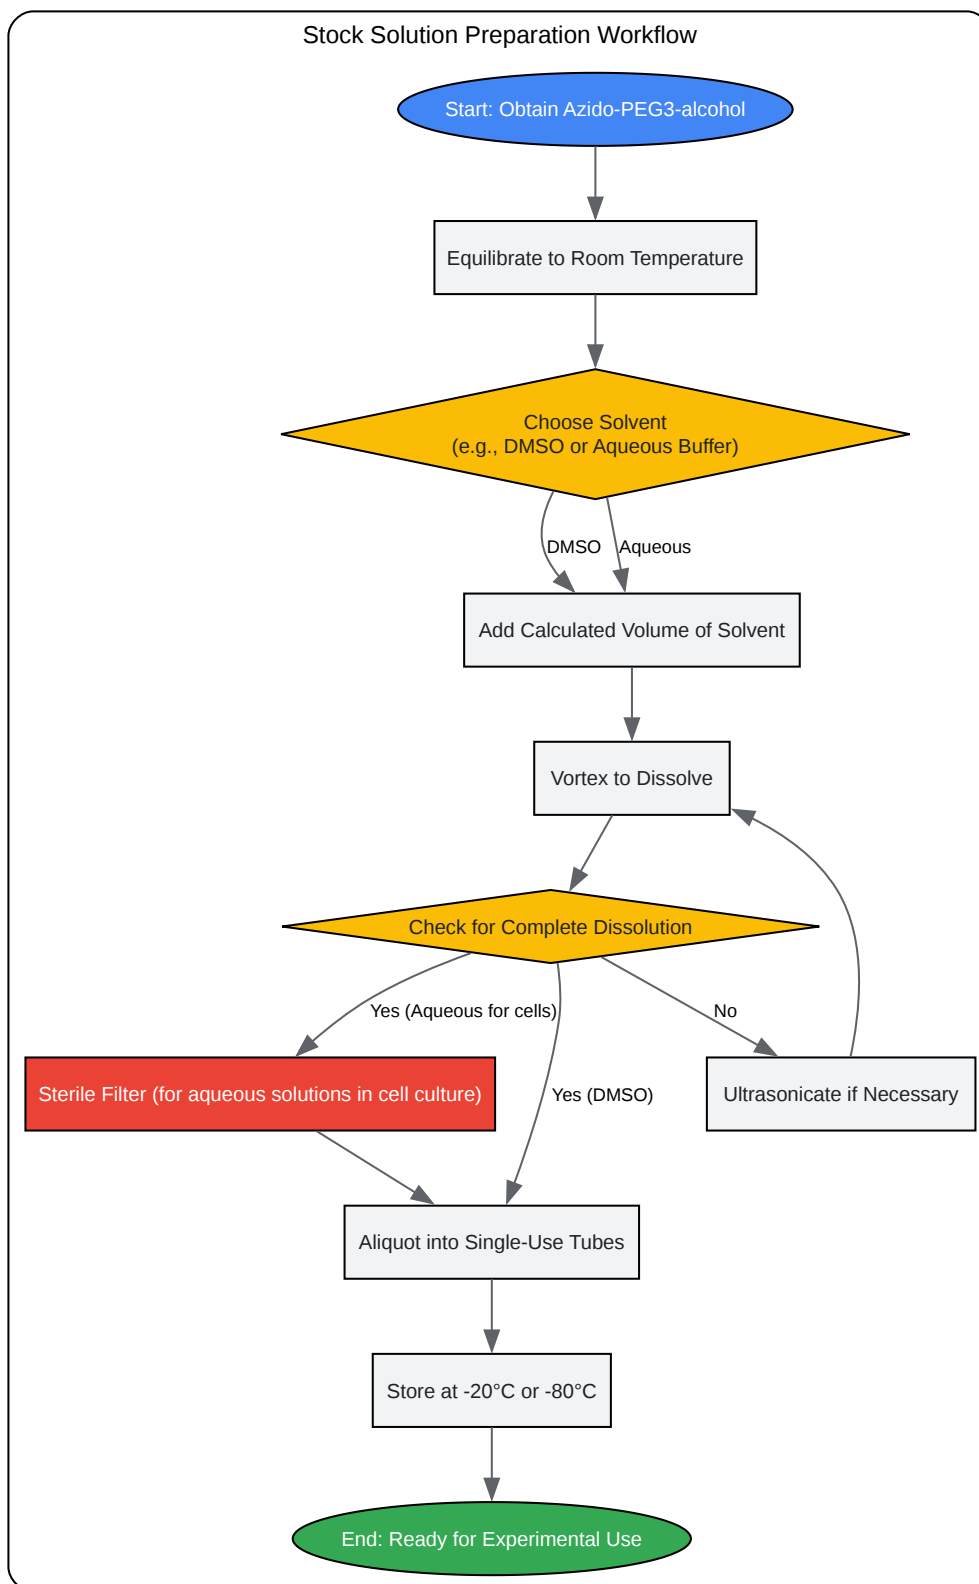 Stock Solution Preparation Workflow
Start: Obtain Azido-PEG3-alcohol
Equilibrate to Room Temperature
Choose Solvent
(e.g., DMSO or Aqueous Buffer)
DMSO
Aqueous
Add Calculated Volume of Solvent
Vortex to Dissolve
Check for Complete Dissolution
Yes (Aqueous for cells)
No
Sterile Filter (for aqueous solutions in cell culture)
Yes (DMSO)
Ultrasonicate if Necessary
Aliquot into Single-Use Tubes
Store at -20°C or -80°C
End: Ready for Experimental Use